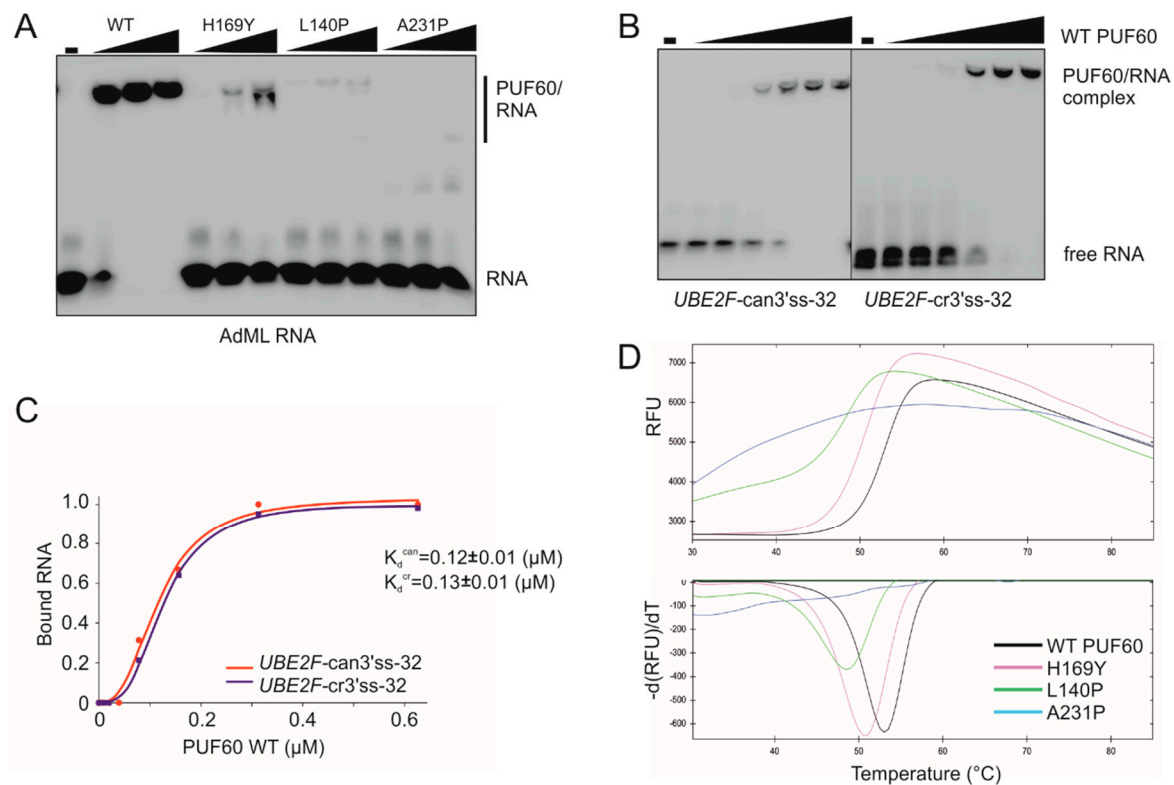 A
WT H169Y L140P A231P
PUF60/
RNA
RNA
AdML RNA
B
WT PUF60
PUF60/RNA
complex
free RNA
UBE2F-can3'ss-32 UBE2F-cr3'ss-32
C
Bound RNA
1.0
0.8
0.6
0.4
0.2
0
0 0.2 0.4 0.6
PUF60 WT (µM)
K_d^can=0.12±0.01 (µM)
K_d^cr=0.13±0.01 (µM)
UBE2F-can3'ss-32
UBE2F-cr3'ss-32
D
RFU
7000
6000
5000
4000
3000
30 40 50 60 70 80
-d(RFU)/dT
0
-100
-200
-300
-400
-500
-600
40 50 60 70 80
Temperature (°C)
WT PUF60
H169Y
L140P
A231P